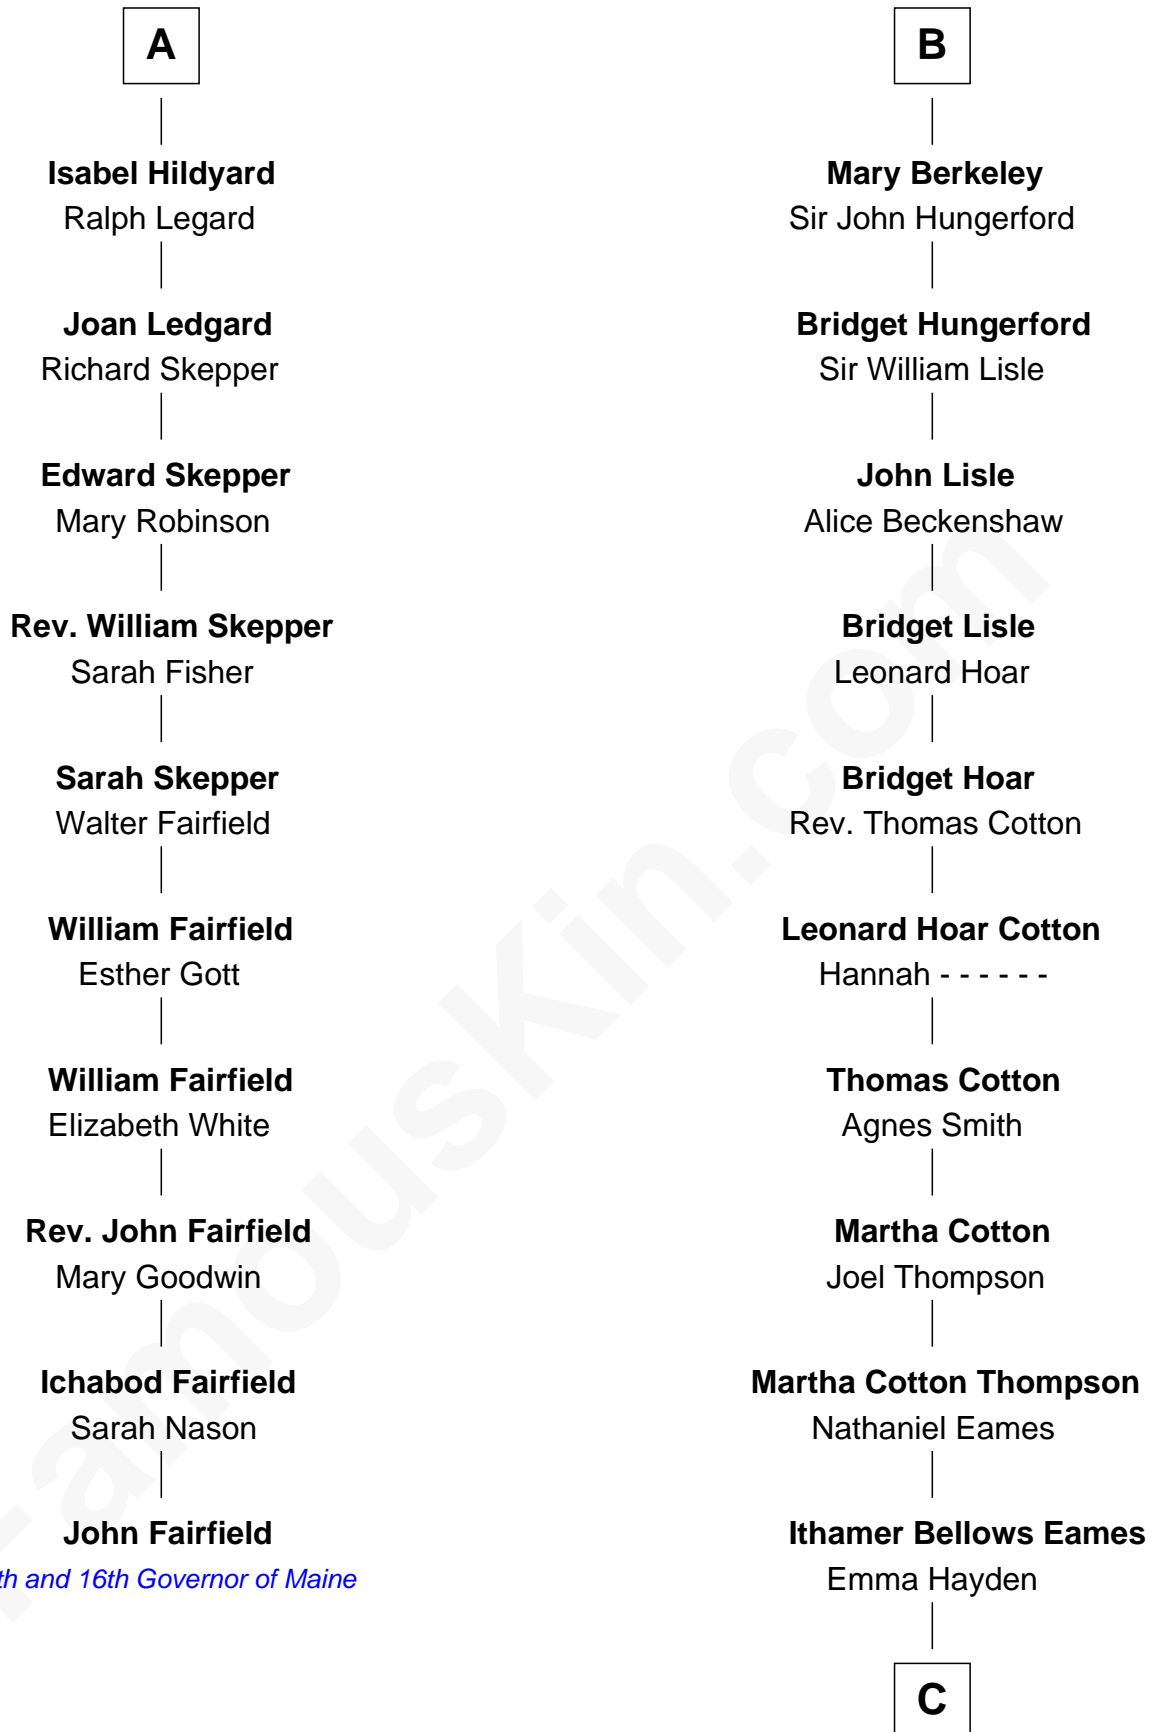 A
Isabel Hildyard
Ralph Legard
Joan Ledgard
Richard Skepper
Edward Skepper
Mary Robinson
Rev. William Skepper
Sarah Fisher
Sarah Skepper
Walter Fairfield
William Fairfield
Esther Gott
William Fairfield
Elizabeth White
Rev. John Fairfield
Mary Goodwin
Ichabod Fairfield
Sarah Nason
John Fairfield
th and 16th Governor of Maine
B
Mary Berkeley
Sir John Hungerford
Bridget Hungerford
Sir William Lisle
John Lisle
Alice Beckenshaw
Bridget Lisle
Leonard Hoar
Bridget Hoar
Rev. Thomas Cotton
Leonard Hoar Cotton
Hannah - - - - - -
Thomas Cotton
Agnes Smith
Martha Cotton
Joel Thompson
Martha Cotton Thompson
Nathaniel Eames
Ithamer Bellows Eames
Emma Hayden
C
FamousKin.com